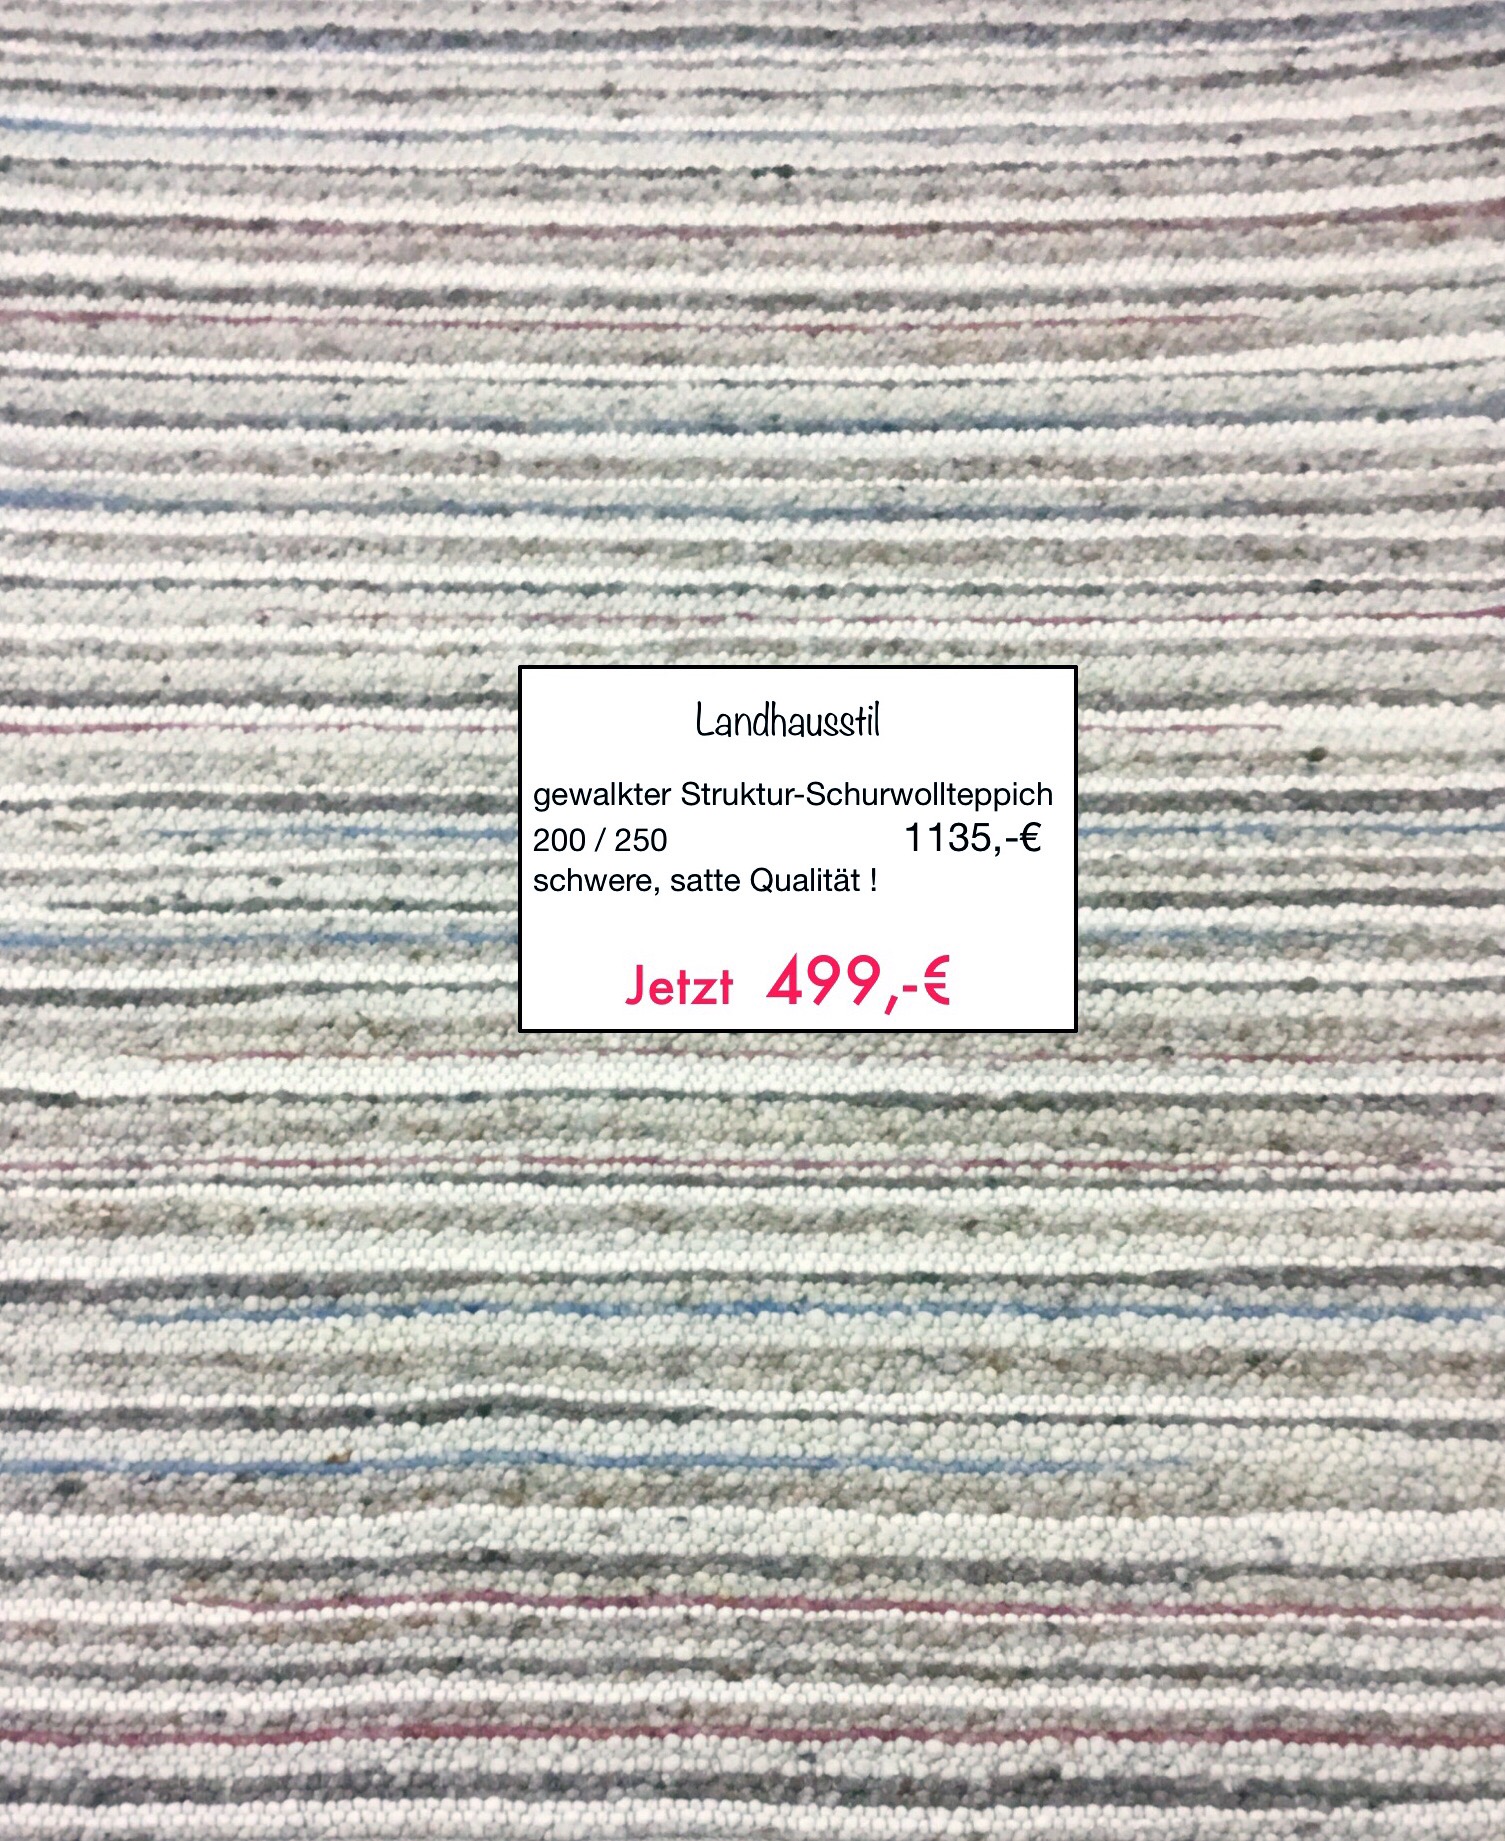 Landhausstil
gewalkter Struktur-Schurwollteppich
200 / 250 1135,-€
schwere, satte Qualität !
Jetzt 499,-€